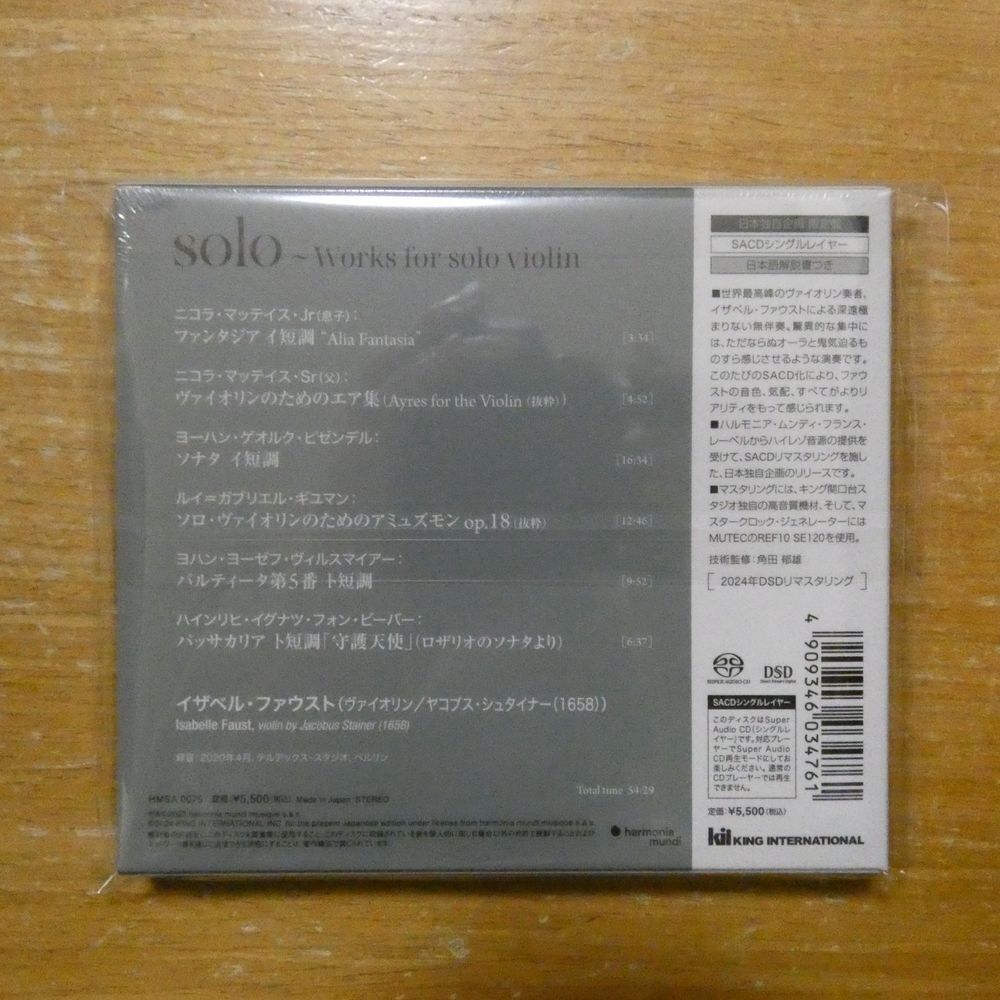 solo ~ Works for solo violin
ニコラ・マッテイス・Jr(息子):
ファンタジア イ短調 "Alia Fantasia" [3:34]
ニコラ・マッテイス・Sr(父):
ヴァイオリンのためのエア集(Ayres for the Violin (抜粋)) [4:52]
ヨーハン・ゲオルク・ピゼンデル:
ソナタ イ短調 [16:34]
ルイ=ガブリエル・ギユマン:
ソロ・ヴァイオリンのためのアミュズモン op.18(抜粋) [12:46]
ヨハン・ヨーゼフ・ヴィルスマイアー:
パルティータ第5番 ト短調 [9:52]
ハインリヒ・イグナツ・フォン・ビーバー:
パッサカリア ト短調「守護天使」(ロザリオのソナタより) [6:37]
イザベル・ファウスト(ヴァイオリン/ヤコブス・シュタイナー(1658))
Isabelle Faust, violin by Jacobus Stainer (1658)
録音:2020年4月, テルデックス・スタジオ, ベルリン
Total time 54:29
HMSA 0075 定価:¥5,500(税込) Made in Japan STEREO
harmonia
mundi
日本独自企画 限定盤
SACDシングルレイヤー
日本語解説書つき
■世界最高峰のヴァイオリン奏者、
イザベル・ファウストによる深遠極
まりない無伴奏。驚異的な集中に
は、ただならぬオーラと鬼気迫るも
のすら感じさせるような演奏です。
このたびのSACD化により、ファウ
ストの音色、気配、すべてがよりリ
アリティをもって感じられます。
■ハルモニア・ムンディ・フランス・
レーベルからハイレゾ音源の提供を
受けて、SACDリマスタリングを施し
た、日本独自企画のリリースです。
■マスタリングには、キング関口台ス
タジオ独自の高音質機材、そして、マ
スタークロック・ジェネレーターには
MUTECのREF10 SE120を使用。
技術監修:角田 郁雄
[2024年DSDリマスタリング]
4 909346 034761
SUPER AUDIO CD
DSD
Direct Stream Digital
SACDシングルレイヤー
このディスクはSuper
Audio CD(シングルレ
イヤー)です。対応プレーヤ
ーでSuper Audio
CD再生モードにしてお
楽しみください。通常の
CDプレーヤーでは再生
できません。
定価:¥5,500(税込)
kil KING INTERNATIONAL